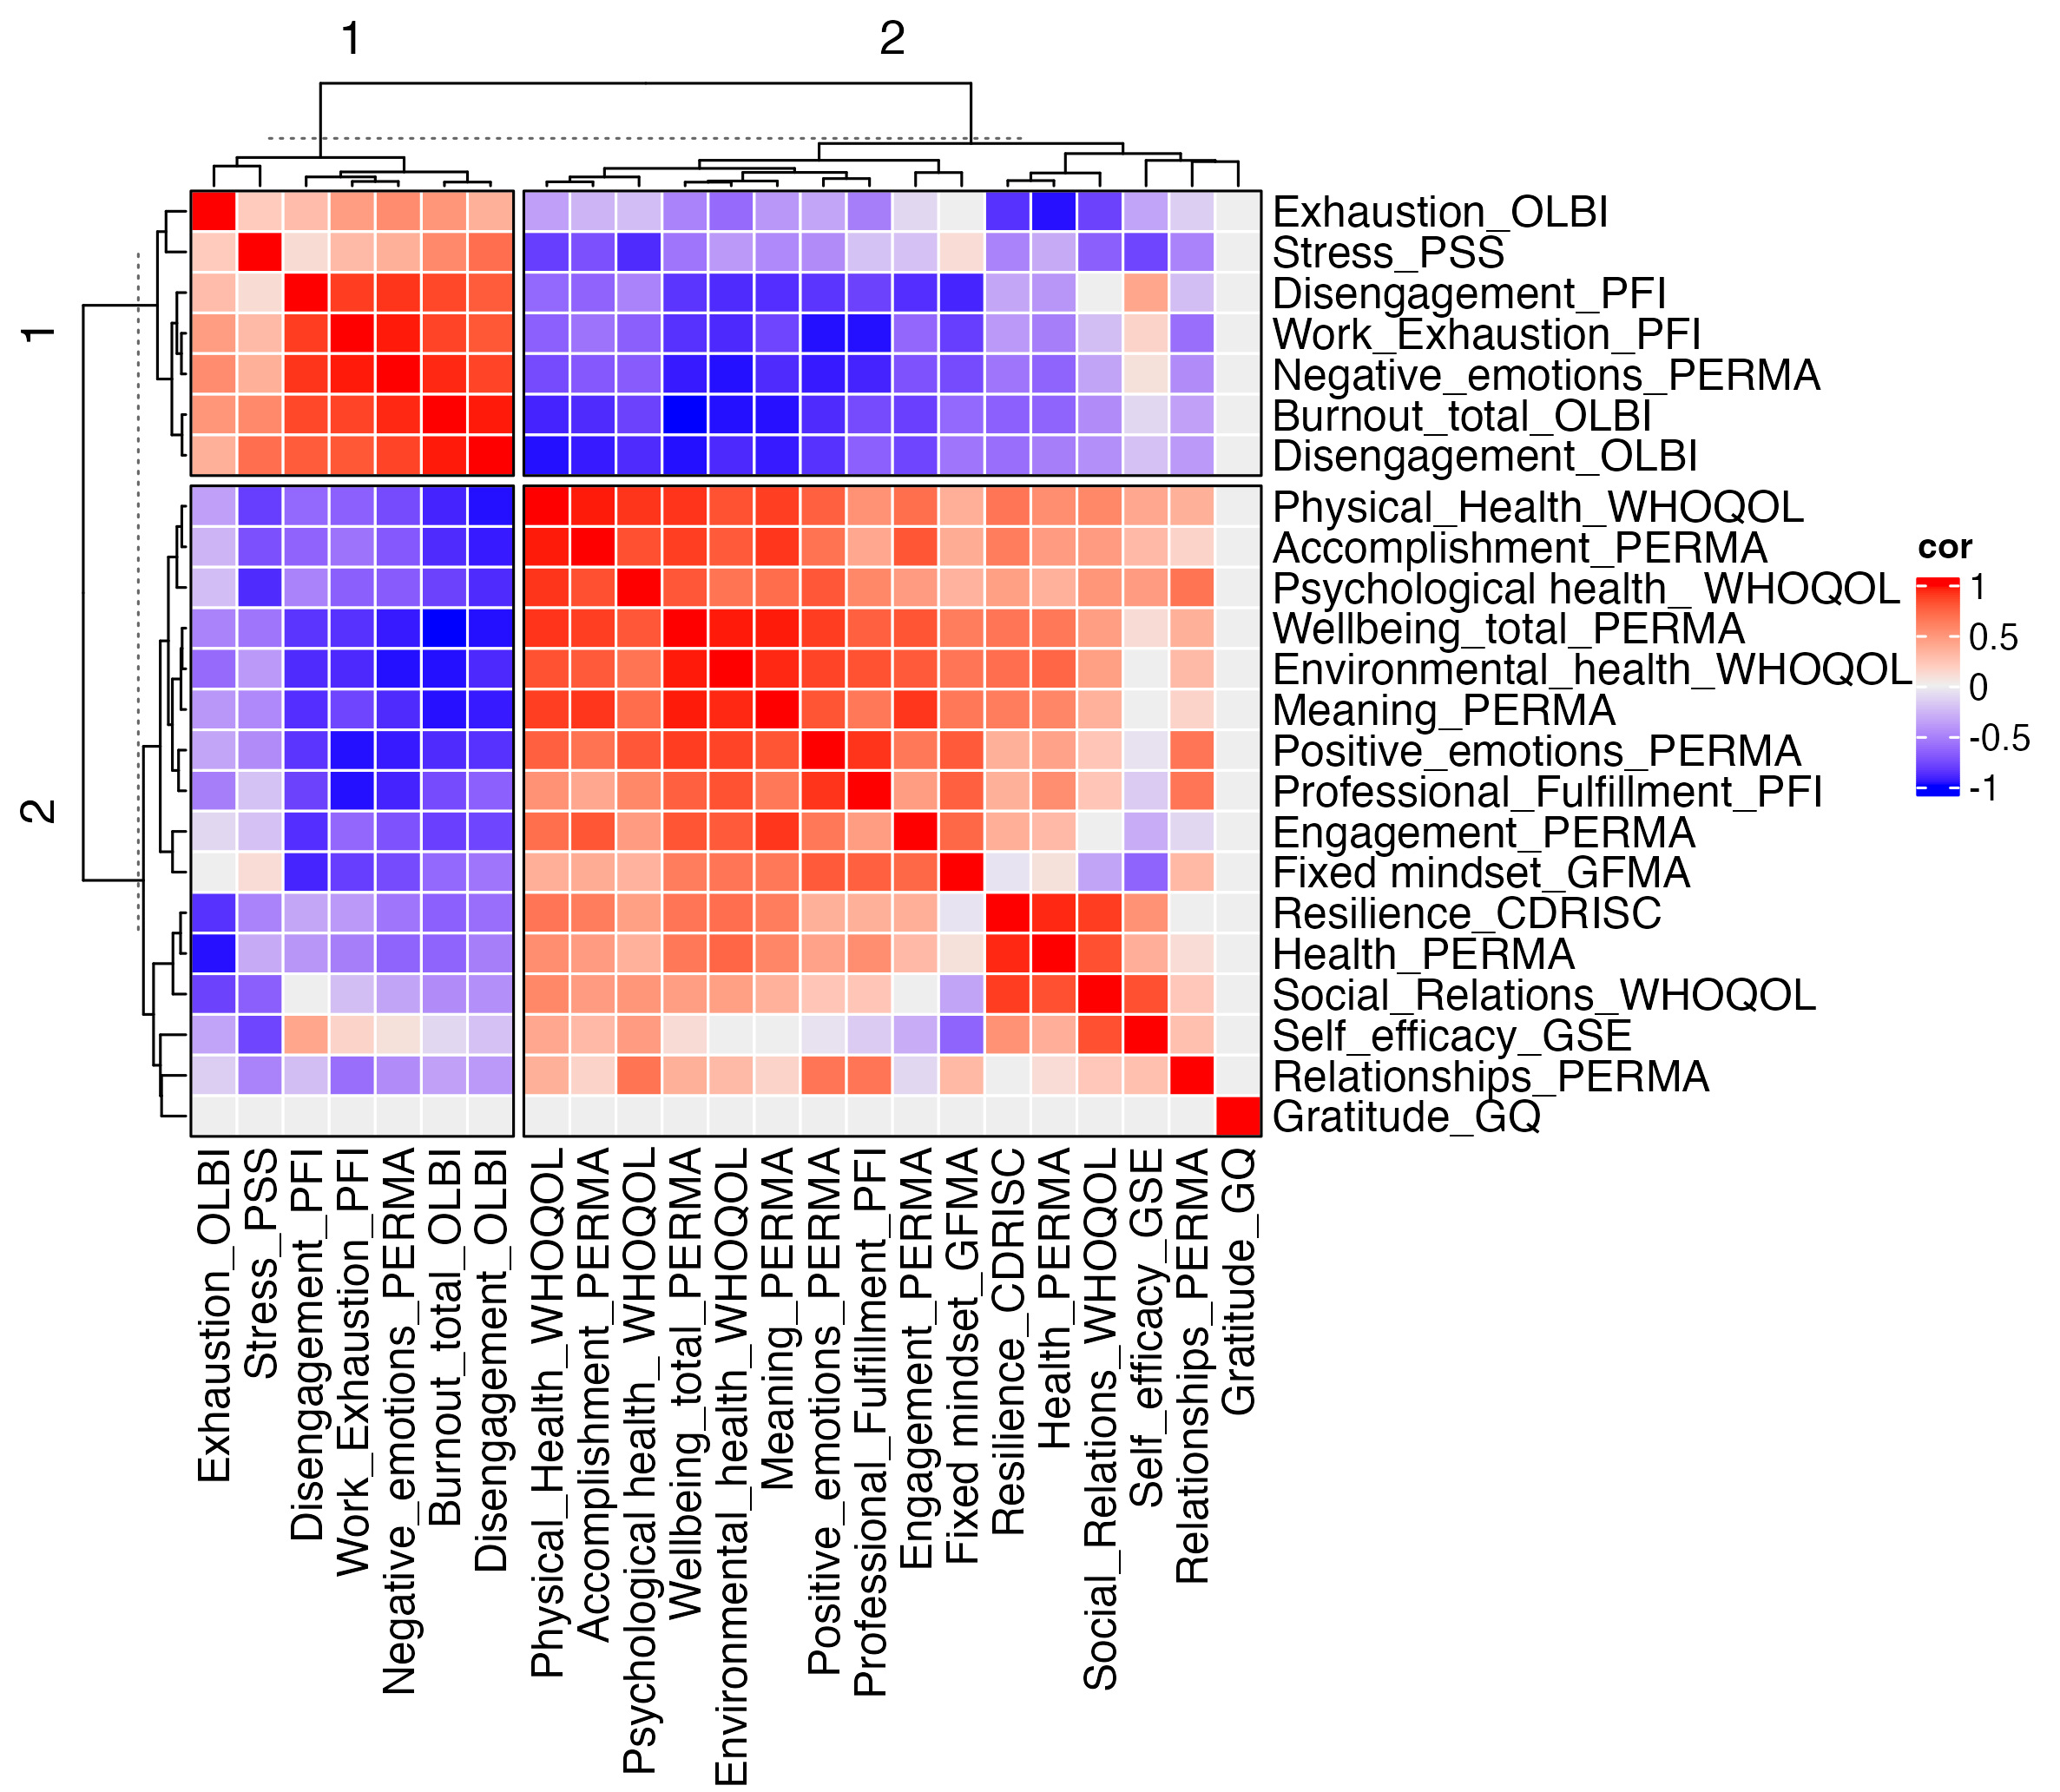 1
2
1
2
Exhaustion_OLBI
Stress_PSS
Disengagement_PFI
Work_Exhaustion_PFI
Negative_emotions_PERMA
Burnout_total_OLBI
Disengagement_OLBI
Physical_Health_WHOQOL
Accomplishment_PERMA
Psychological health_ WHOQOL
Wellbeing_total_PERMA
Environmental_health_WHOQOL
Meaning_PERMA
Positive_emotions_PERMA
Professional_Fulfillment_PFI
Engagement_PERMA
Fixed mindset_GFMA
Resilience_CDRISC
Health_PERMA
Social_Relations_WHOQOL
Self_efficacy_GSE
Relationships_PERMA
Gratitude_GQ
cor
1
0.5
0
-0.5
-1
Exhaustion_OLBI
Stress_PSS
Disengagement_PFI
Work_Exhaustion_PFI
Negative_emotions_PERMA
Burnout_total_OLBI
Disengagement_OLBI
Physical_Health_WHOQOL
Accomplishment_PERMA
Psychological health_ WHOQOL
Wellbeing_total_PERMA
Environmental_health_WHOQOL
Meaning_PERMA
Positive_emotions_PERMA
Professional_Fulfillment_PFI
Engagement_PERMA
Fixed mindset_GFMA
Resilience_CDRISC
Health_PERMA
Social_Relations_WHOQOL
Self_efficacy_GSE
Relationships_PERMA
Gratitude_GQ